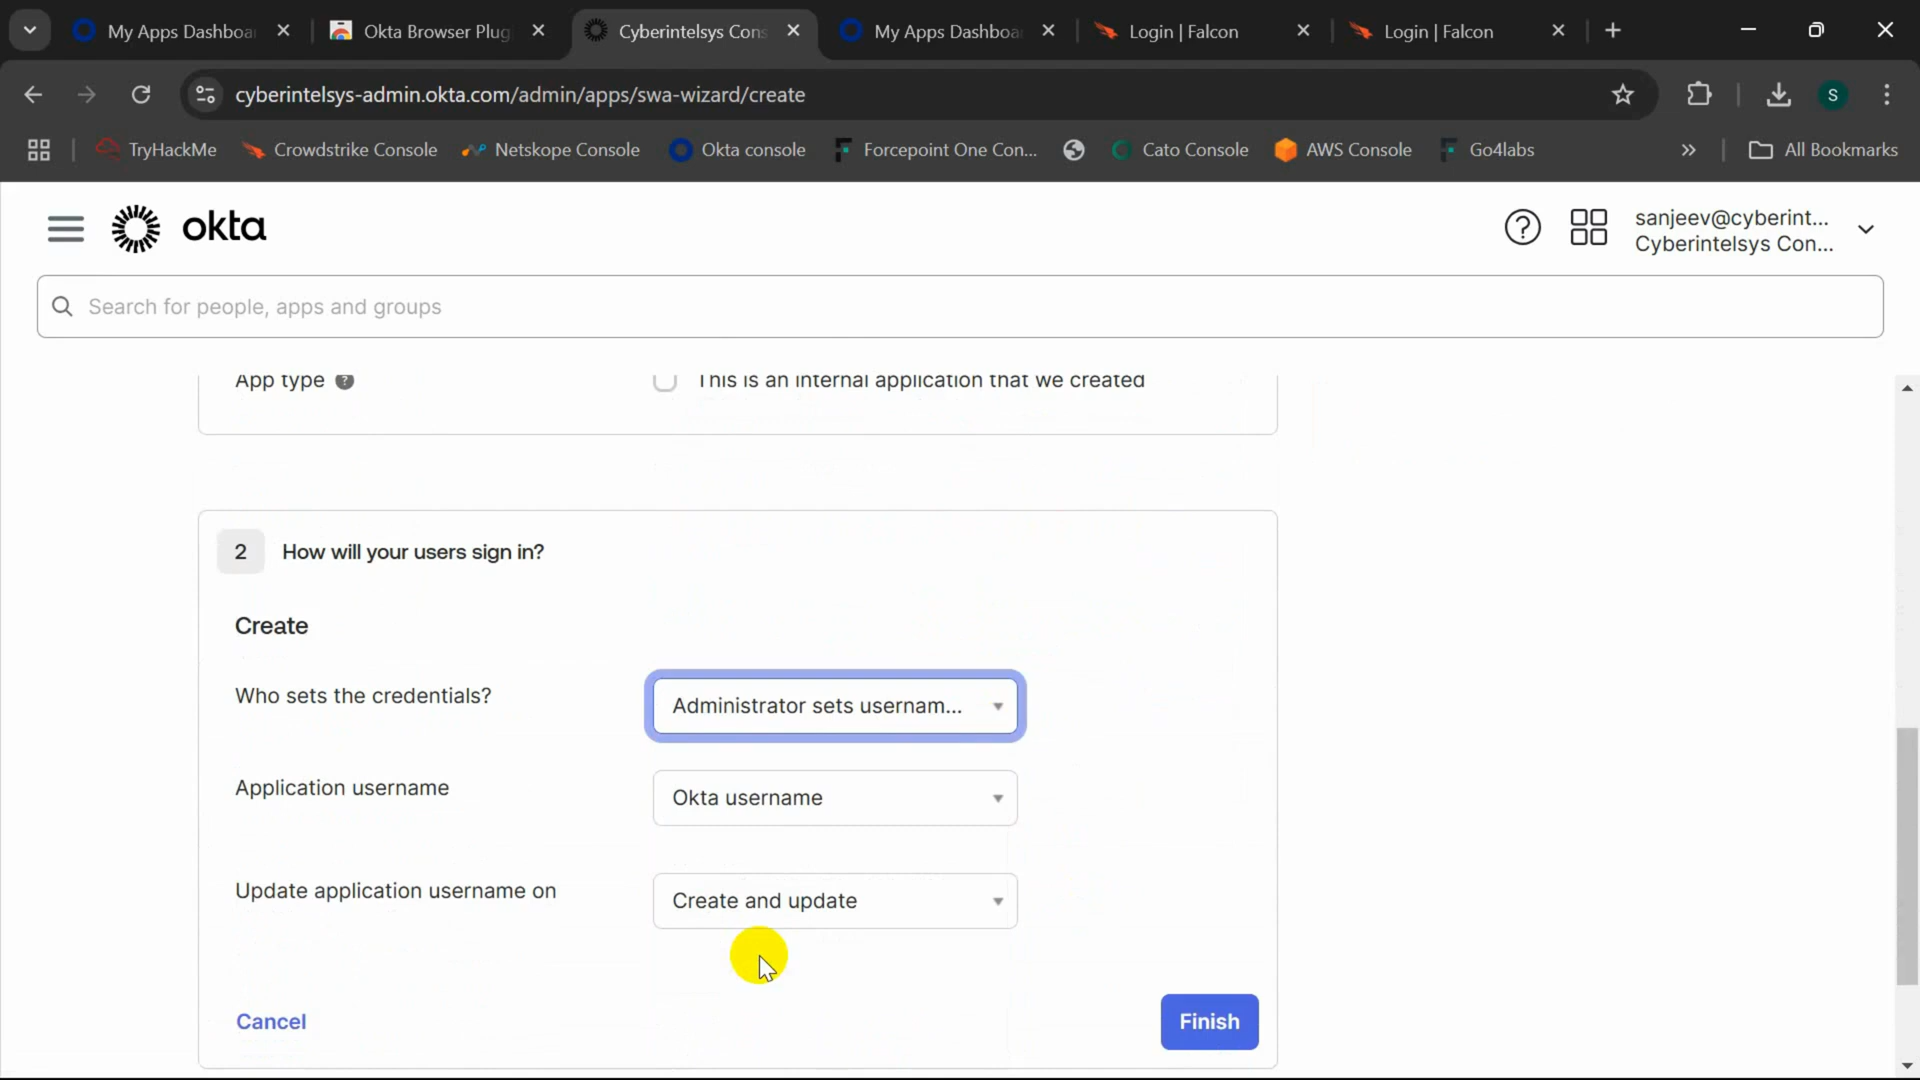 My Apps Dashboa
Okta Browser Plug
Cyberintelsys Cons
My Apps Dashboa
Login | Falcon
Login | Falcon
cyberintelsys-admin.okta.com/admin/apps/swa-wizard/create
S
TryHackMe
Crowdstrike Console
Netskope Console
Okta console
Forcepoint One Con...
Cato Console
AWS Console
Go4labs
All Bookmarks
okta
sanjeev@cyberint...
Cyberintelsys Con...
Search for people, apps and groups
App type
This is an internal application that we created
2 How will your users sign in?
Create
Who sets the credentials?
Administrator sets usernam...
Application username
Okta username
Update application username on
Create and update
Cancel
Finish